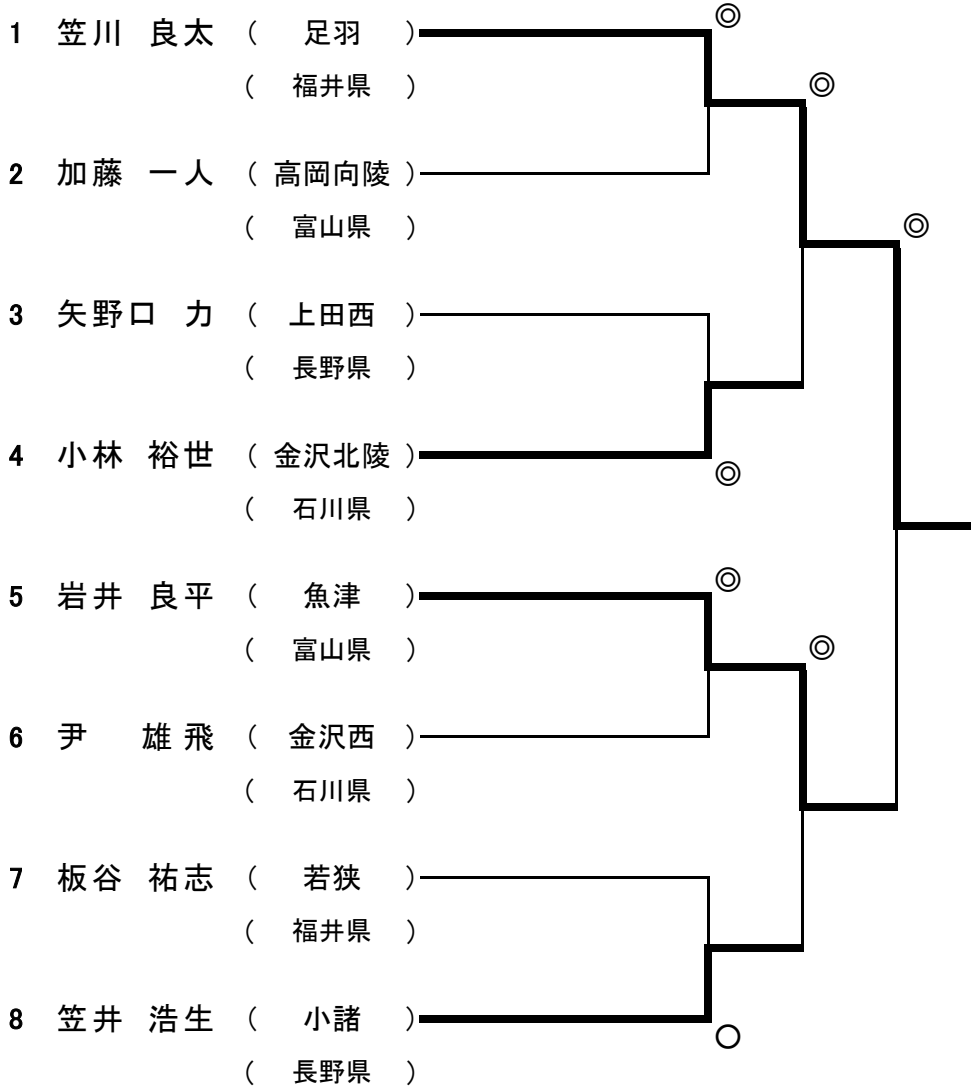 ◎
1 笠川 良太 ( 足羽 )
( 福井県 )
◎
2 加藤 一人 ( 高岡向陵 )
( 富山県 )
◎
3 矢野口 力 ( 上田西 )
( 長野県 )
4 小林 裕世 ( 金沢北陵 )
◎
( 石川県 )
◎
5 岩井 良平 ( 魚津 )
( 富山県 )
◎
6 尹 雄飛 ( 金沢西 )
( 石川県 )
7 板谷 祐志 ( 若狭 )
( 福井県 )
8 笠井 浩生 ( 小諸 )
○
( 長野県 )